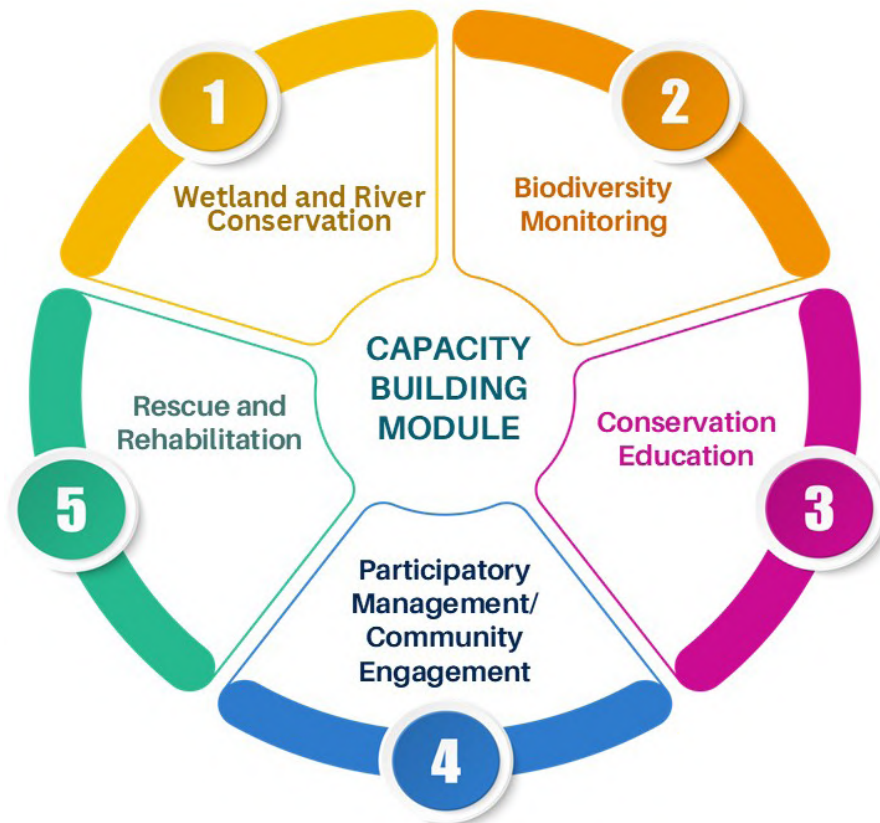 1
Wetland and River
Conservation
2
Biodiversity
Monitoring
CAPACITY
BUILDING
MODULE
3
Conservation
Education
4
Participatory
Management/
Community
Engagement
5
Rescue and
Rehabilitation